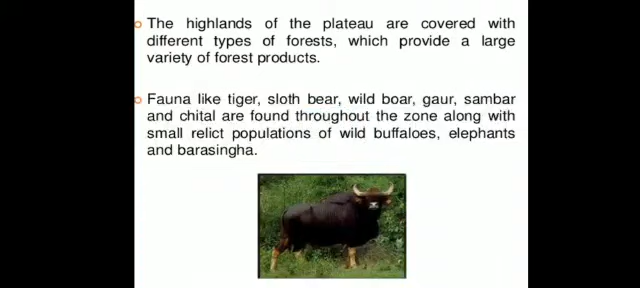 The highlands of the plateau are covered with
different types of forests, which provide a large
variety of forest products.
Fauna like tiger, sloth bear, wild boar, gaur, sambar
and chital are found throughout the zone along with
small relict populations of wild buffaloes, elephants
and barasingha.